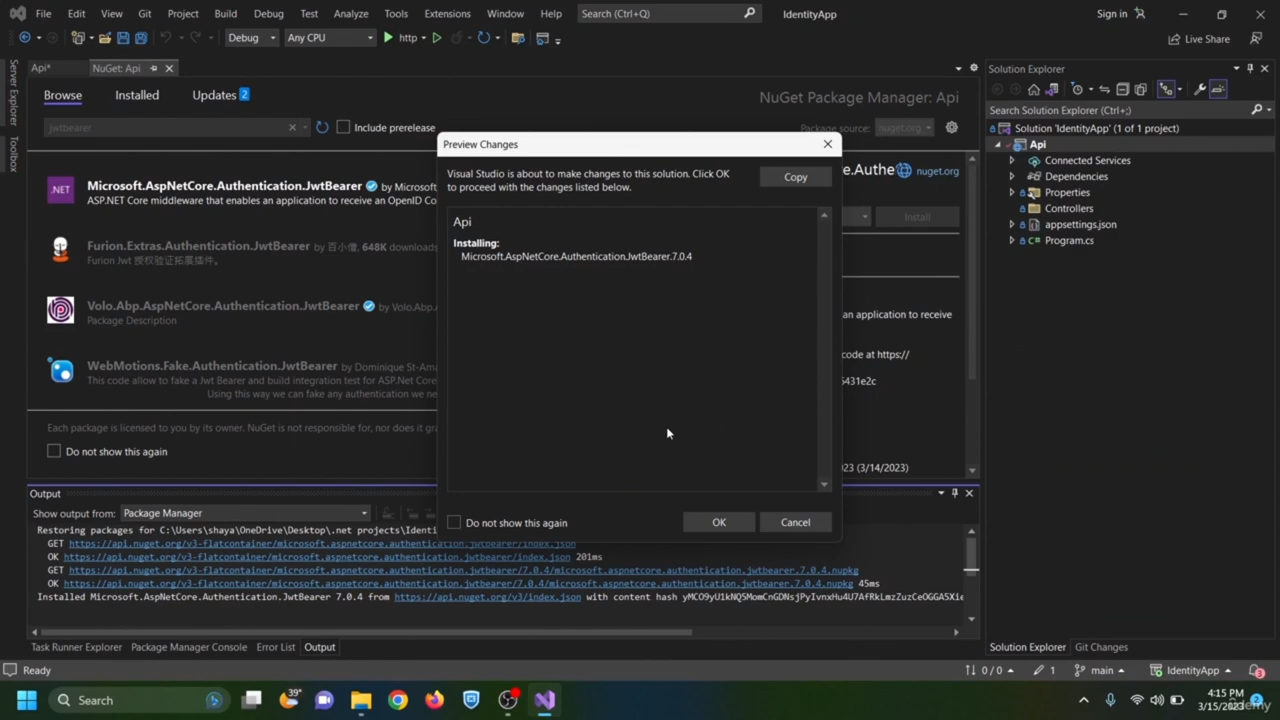 File Edit View Git Project Build Debug Test Analyze Tools Extensions Window Help Search (Ctrl+Q) IdentityApp Sign in
Debug Any CPU http Live Share
Api* NuGet: Api
Server Explorer
Toolbox
Browse Installed Updates 2 NuGet Package Manager: Api
jwtbearer Include prerelease Package source: nuget.org
Microsoft.AspNetCore.Authentication.JwtBearer by Microsof
ASP.NET Core middleware that enables an application to receive an OpenID Co
Furion.Extras.Authentication.JwtBearer by 百小僧, 648K downloads
Furion Jwt 授权验证拓展插件。
Volo.Abp.AspNetCore.Authentication.JwtBearer by Volo.Abp.
Package Description
WebMotions.Fake.Authentication.JwtBearer by Dominique St-Ama
This code allow to fake a Jwt Bearer and build integration test for ASP.Net Core
Using this way we can fake any authentication we ne
Each package is licensed to you by its owner. NuGet is not responsible, nor does it gra
Do not show this again
.NET
e.Authe nuget.org
Install
an application to receive
code at https://
6431e2c
023 (3/14/2023)
Preview Changes
Visual Studio is about to make changes to this solution. Click OK
to proceed with the changes listed below.
Copy
Api
Installing:
Microsoft.AspNetCore.Authentication.JwtBearer.7.0.4
Do not show this again OK Cancel
Output
Show output from: Package Manager
Restoring packages for C:\Users\shaya\OneDrive\Desktop\.net projects\Identi
GET https://api.nuget.org/v3-flatcontainer/microsoft.aspnetcore.authentication.jwtbearer/index.json
OK https://api.nuget.org/v3-flatcontainer/microsoft.aspnetcore.authentication.jwtbearer/index.json 201ms
GET https://api.nuget.org/v3-flatcontainer/microsoft.aspnetcore.authentication.jwtbearer/7.0.4/microsoft.aspnetcore.authentication.jwtbearer.7.0.4.nupkg
OK https://api.nuget.org/v3-flatcontainer/microsoft.aspnetcore.authentication.jwtbearer/7.0.4/microsoft.aspnetcore.authentication.jwtbearer.7.0.4.nupkg 45ms
Installed Microsoft.AspNetCore.Authentication.JwtBearer 7.0.4 from https://api.nuget.org/v3/index.json with content hash yMCO9yU1kNQ5MomCnGDNsjPyIvnxHu4U7AfRkLmzZuzCeOGGA5Xie
Task Runner Explorer Package Manager Console Error List Output
Solution Explorer
Search Solution Explorer (Ctrl+;)
Solution 'IdentityApp' (1 of 1 project)
Api
Connected Services
Dependencies
Properties
Controllers
appsettings.json
C# Program.cs
Solution Explorer Git Changes
Ready 0 / 0 1 main IdentityApp 3
Search 39° 4:15 PM
3/15/2023 2